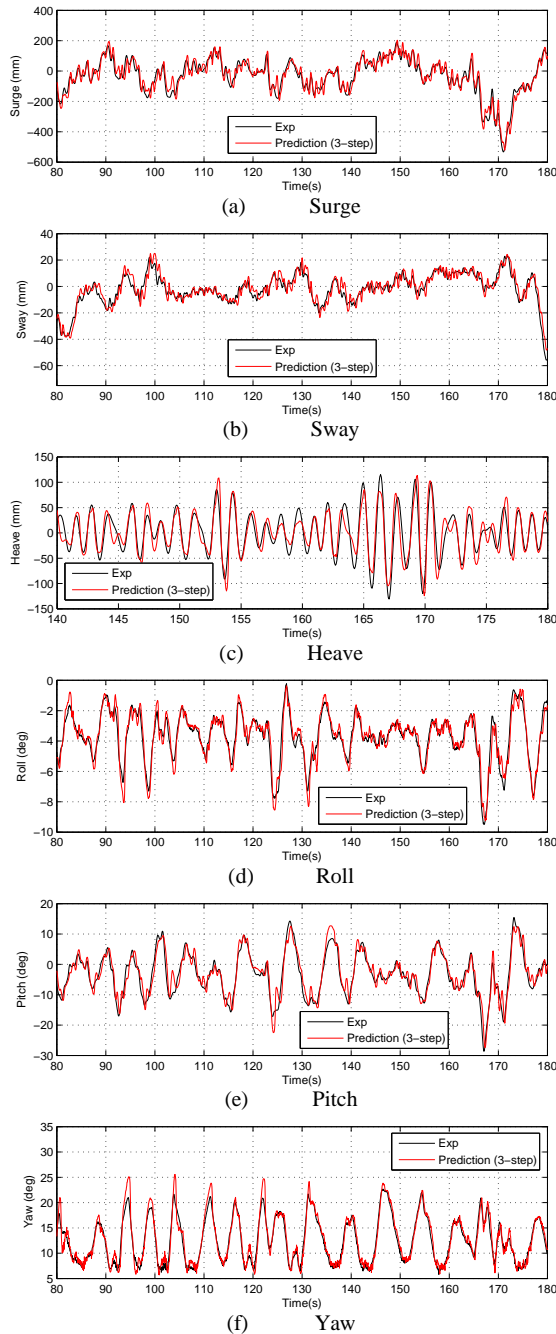 400
200
0
−200
−400
−600
Surge (mm)
Exp
Prediction (3−step)
80 90 100 110 120 130 140 150 160 170 180
Time(s)
(a) Surge
40
20
0
−20
−40
−60
Sway (mm)
Exp
Prediction (3−step)
80 90 100 110 120 130 140 150 160 170 180
Time(s)
(b) Sway
150
100
50
0
−50
−100
−150
Heave (mm)
Exp
Prediction (3−step)
140 145 150 155 160 165 170 175 180
Time(s)
(c) Heave
0
−2
−4
−6
−8
−10
Roll (deg)
Exp
Prediction (3−step)
80 90 100 110 120 130 140 150 160 170 180
Time(s)
(d) Roll
20
10
0
−10
−20
−30
Pitch (deg)
Exp
Prediction (3−step)
80 90 100 110 120 130 140 150 160 170 180
Time(s)
(e) Pitch
35
30
25
20
15
10
5
Yaw (deg)
Exp
Prediction (3−step)
80 90 100 110 120 130 140 150 160 170 180
Time(s)
(f) Yaw